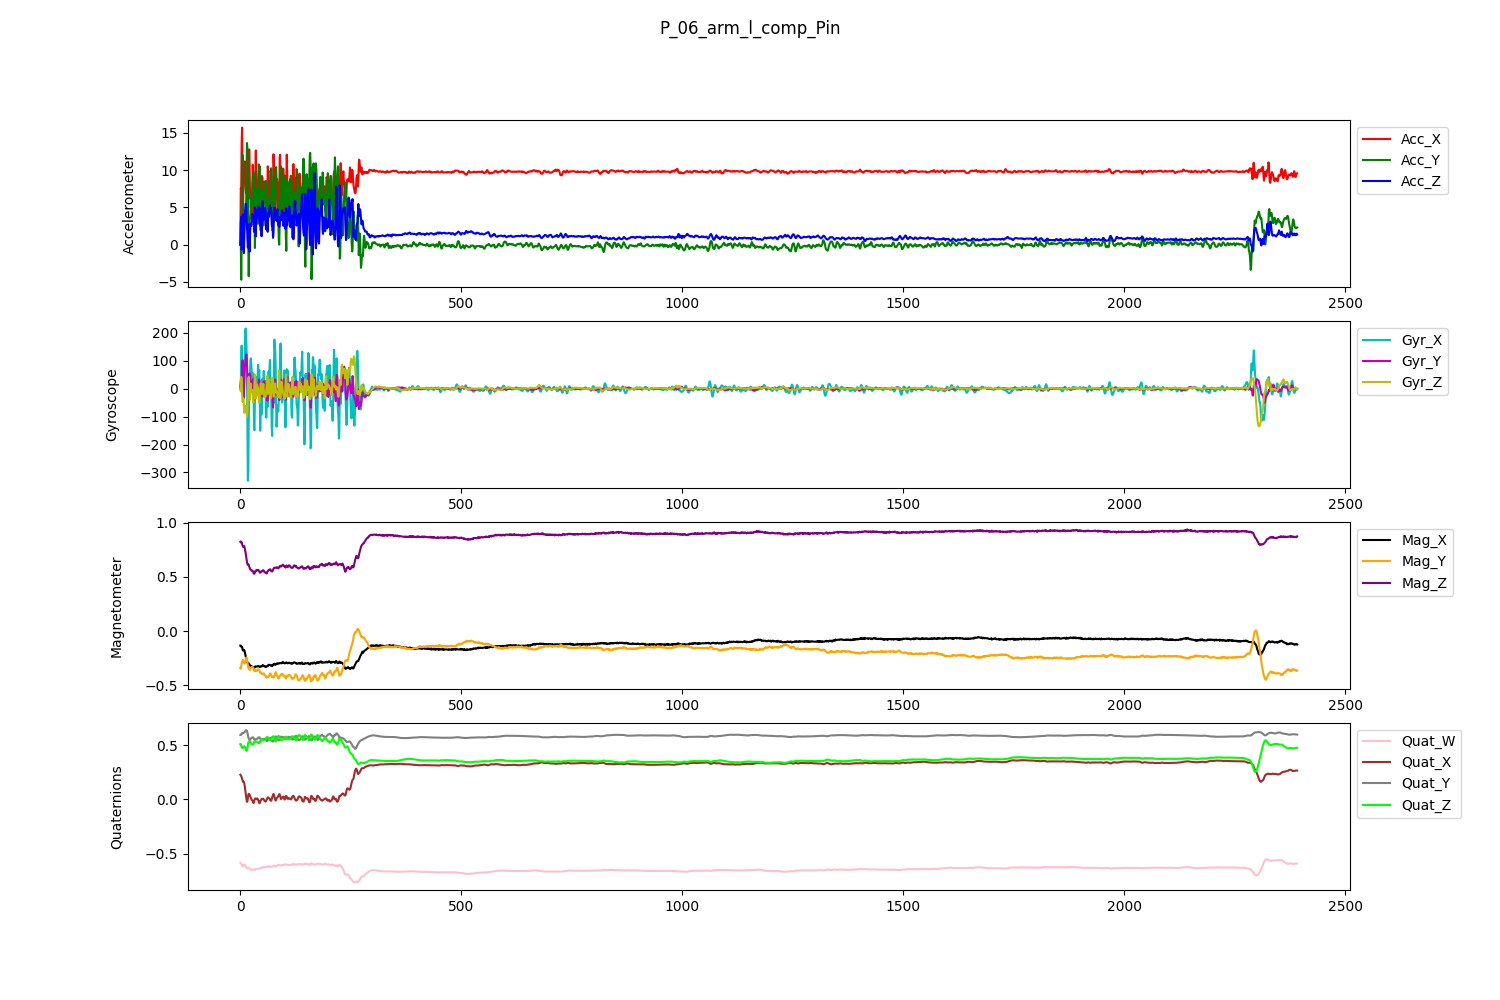 P_06_arm_l_comp_Pin
15
10
5
0
−5
Accelerometer
0 500 1000 1500 2000 2500
Acc_X
Acc_Y
Acc_Z
200
100
0
−100
−200
−300
Gyroscope
0 500 1000 1500 2000 2500
Gyr_X
Gyr_Y
Gyr_Z
1.0
0.5
0.0
−0.5
Magnetometer
0 500 1000 1500 2000 2500
Mag_X
Mag_Y
Mag_Z
0.5
0.0
−0.5
Quaternions
0 500 1000 1500 2000 2500
Quat_W
Quat_X
Quat_Y
Quat_Z